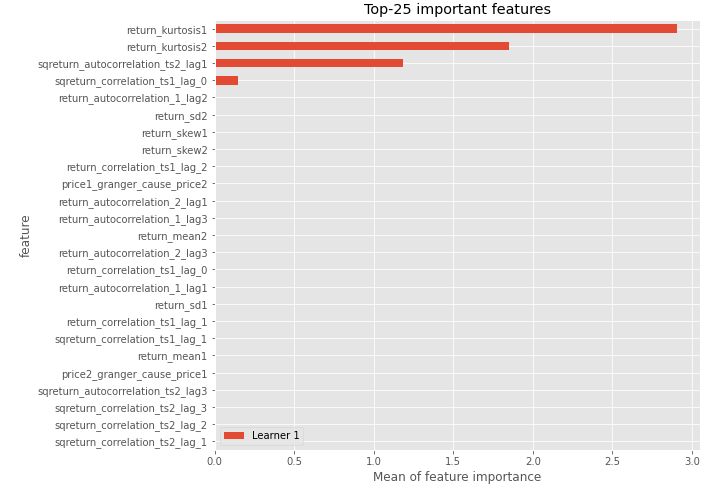 Top-25 important features
return_kurtosis1
return_kurtosis2
sqreturn_autocorrelation_ts2_lag1
sqreturn_correlation_ts1_lag_0
return_autocorrelation_1_lag2
return_sd2
return_skew1
return_skew2
return_correlation_ts1_lag_2
price1_granger_cause_price2
return_autocorrelation_2_lag1
return_autocorrelation_1_lag3
return_mean2
return_autocorrelation_2_lag3
return_correlation_ts1_lag_0
return_autocorrelation_1_lag1
return_sd1
return_correlation_ts1_lag_1
sqreturn_correlation_ts1_lag_1
return_mean1
price2_granger_cause_price1
sqreturn_autocorrelation_ts2_lag3
sqreturn_correlation_ts2_lag_3
sqreturn_correlation_ts2_lag_2
sqreturn_correlation_ts2_lag_1
feature
Learner 1
0.0 0.5 1.0 1.5 2.0 2.5 3.0
Mean of feature importance